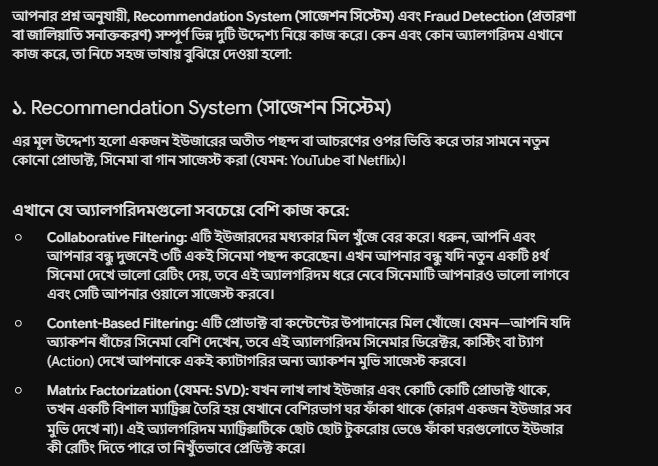 আপনার প্রশ্ন অনুযায়ী, Recommendation System (সাজেশন সিস্টেম) এবং Fraud Detection (প্রতারণা
বা জালিয়াতি সনাক্তকরণ) সম্পূর্ণ ভিন্ন দুটি উদ্দেশ্য নিয়ে কাজ করে। কেন এবং কোন অ্যালগরিদম এখানে
কাজ করে, তা নিচে সহজ ভাষায় বুঝিয়ে দেওয়া হলো:
১. Recommendation System (সাজেশন সিস্টেম)
এর মূল উদ্দেশ্য হলো একজন ইউজারের অতীত পছন্দ বা আচরণের ওপর ভিত্তি করে তার সামনে নতুন
কোনো প্রোডাক্ট, সিনেমা বা গান সাজেস্ট করা (যেমন: YouTube বা Netflix)।
এখানে যে অ্যালগরিদমগুলো সবচেয়ে বেশি কাজ করে:
○ Collaborative Filtering: এটি ইউজারদের মধ্যকার মিল খুঁজে বের করে। ধরুন, আপনি এবং
আপনার বন্ধু দুজনেই ৩টি একই সিনেমা পছন্দ করেছেন। এখন আপনার বন্ধু যদি নতুন একটি ৪র্থ
সিনেমা দেখে ভালো রেটিং দেয়, তবে এই অ্যালগরিদম ধরে নেবে সিনেমাটি আপনারও ভালো লাগবে
এবং সেটি আপনার ওয়ালে সাজেস্ট করবে।
○ Content-Based Filtering: এটি প্রোডাক্ট বা কন্টেন্টের উপাদানের মিল খোঁজে। যেমন—আপনি যদি
অ্যাকশন ধাঁচের সিনেমা বেশি দেখেন, তবে এই অ্যালগরিদম সিনেমার ডিরেক্টর, কাস্টিং বা ট্যাগ
(Action) দেখে আপনাকে একই ক্যাটাগরির অন্য অ্যাকশন মুভি সাজেস্ট করবে।
○ Matrix Factorization (যেমন: SVD): যখন লাখ লাখ ইউজার এবং কোটি কোটি প্রোডাক্ট থাকে,
তখন একটি বিশাল ম্যাট্রিক্স তৈরি হয় যেখানে বেশিরভাগ ঘর ফাঁকা থাকে (কারণ একজন ইউজার সব
মুভি দেখে না)। এই অ্যালগরিদম ম্যাট্রিক্সটিকে ছোট ছোট টুকরোয় ভেঙে ফাঁকা ঘরগুলোতে ইউজার
কী রেটিং দিতে পারে তা নিখুঁতভাবে প্রেডিক্ট করে।